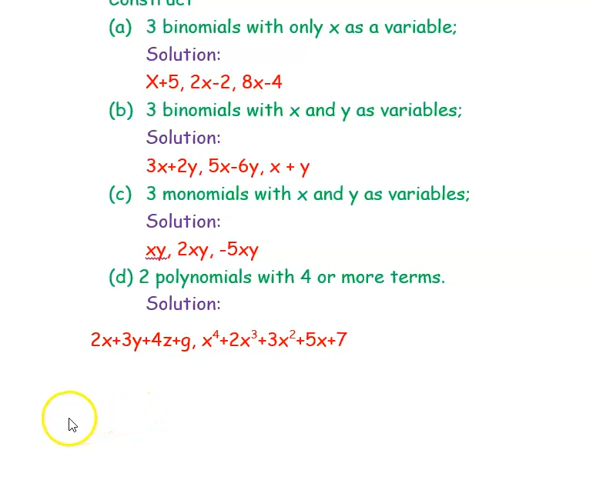 Construct
(a) 3 binomials with only x as a variable;
Solution:
X+5, 2x-2, 8x-4
(b) 3 binomials with x and y as variables;
Solution:
3x+2y, 5x-6y, x + y
(c) 3 monomials with x and y as variables;
Solution:
xy, 2xy, -5xy
(d) 2 polynomials with 4 or more terms.
Solution:
2x+3y+4z+g, x⁴+2x³+3x²+5x+7